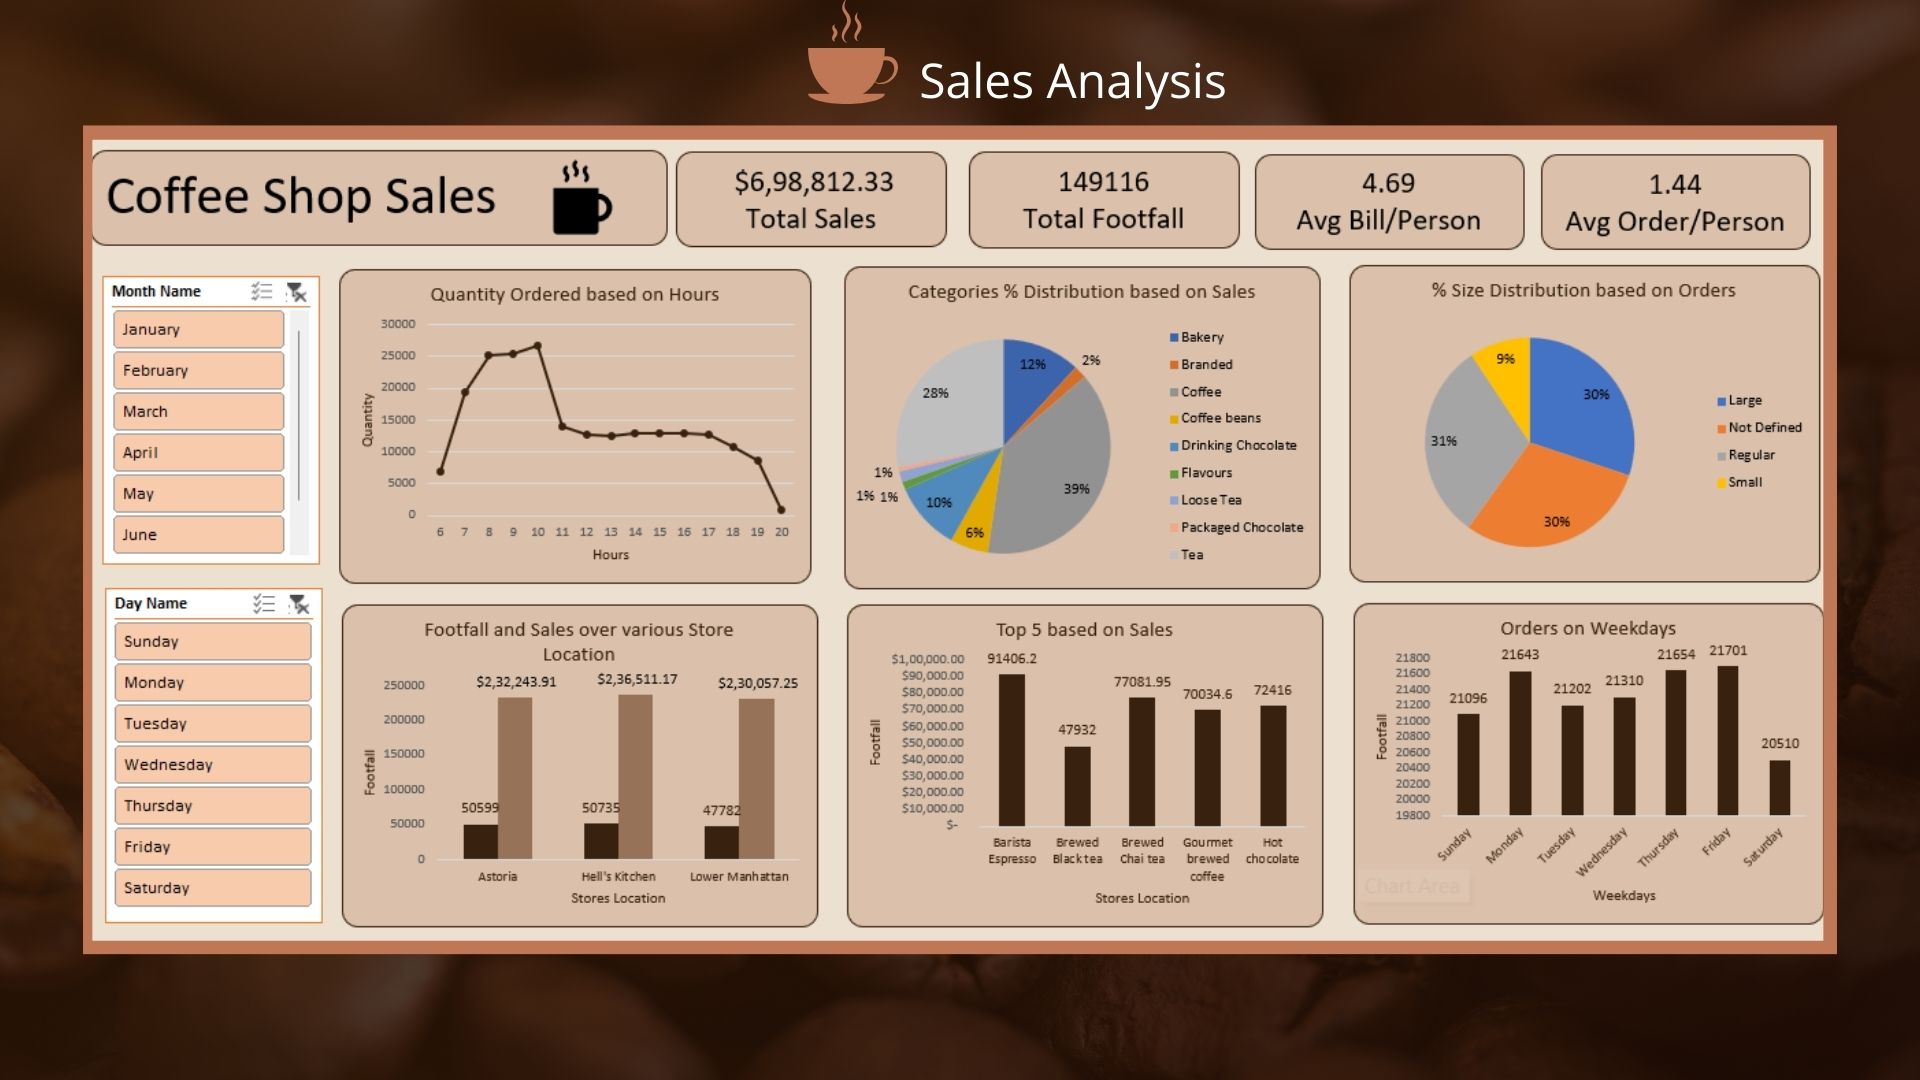 Sales Analysis
Coffee Shop Sales
$6,98,812.33
Total Sales
149116
Total Footfall
4.69
Avg Bill/Person
1.44
Avg Order/Person
Month Name
January
February
March
April
May
June
Day Name
Sunday
Monday
Tuesday
Wednesday
Thursday
Friday
Saturday
Quantity Ordered based on Hours
Quantity
30000
25000
20000
15000
10000
5000
0
6 7 8 9 10 11 12 13 14 15 16 17 18 19 20
Hours
Categories % Distribution based on Sales
12%
2%
39%
6%
10%
1%
1%
1%
28%
Bakery
Branded
Coffee
Coffee beans
Drinking Chocolate
Flavours
Loose Tea
Packaged Chocolate
Tea
% Size Distribution based on Orders
9%
30%
31%
30%
Large
Not Defined
Regular
Small
Footfall and Sales over various Store
Location
Footfall
250000
200000
150000
100000
50000
0
$2,32,243.91
$2,36,511.17
$2,30,057.25
50599
50735
47782
Astoria
Hell's Kitchen
Lower Manhattan
Stores Location
Top 5 based on Sales
Footfall
$1,00,000.00
$90,000.00
$80,000.00
$70,000.00
$60,000.00
$50,000.00
$40,000.00
$30,000.00
$20,000.00
$10,000.00
$-
91406.2
47932
77081.95
70034.6
72416
Barista
Espresso
Brewed
Black tea
Brewed
Chai tea
Gourmet
brewed
coffee
Hot
chocolate
Stores Location
Orders on Weekdays
Footfall
21800
21600
21400
21200
21000
20800
20600
20400
20200
20000
19800
21096
21643
21202
21310
21654
21701
20510
Sunday
Monday
Tuesday
Wednesday
Thursday
Friday
Saturday
Weekdays
Chart Area